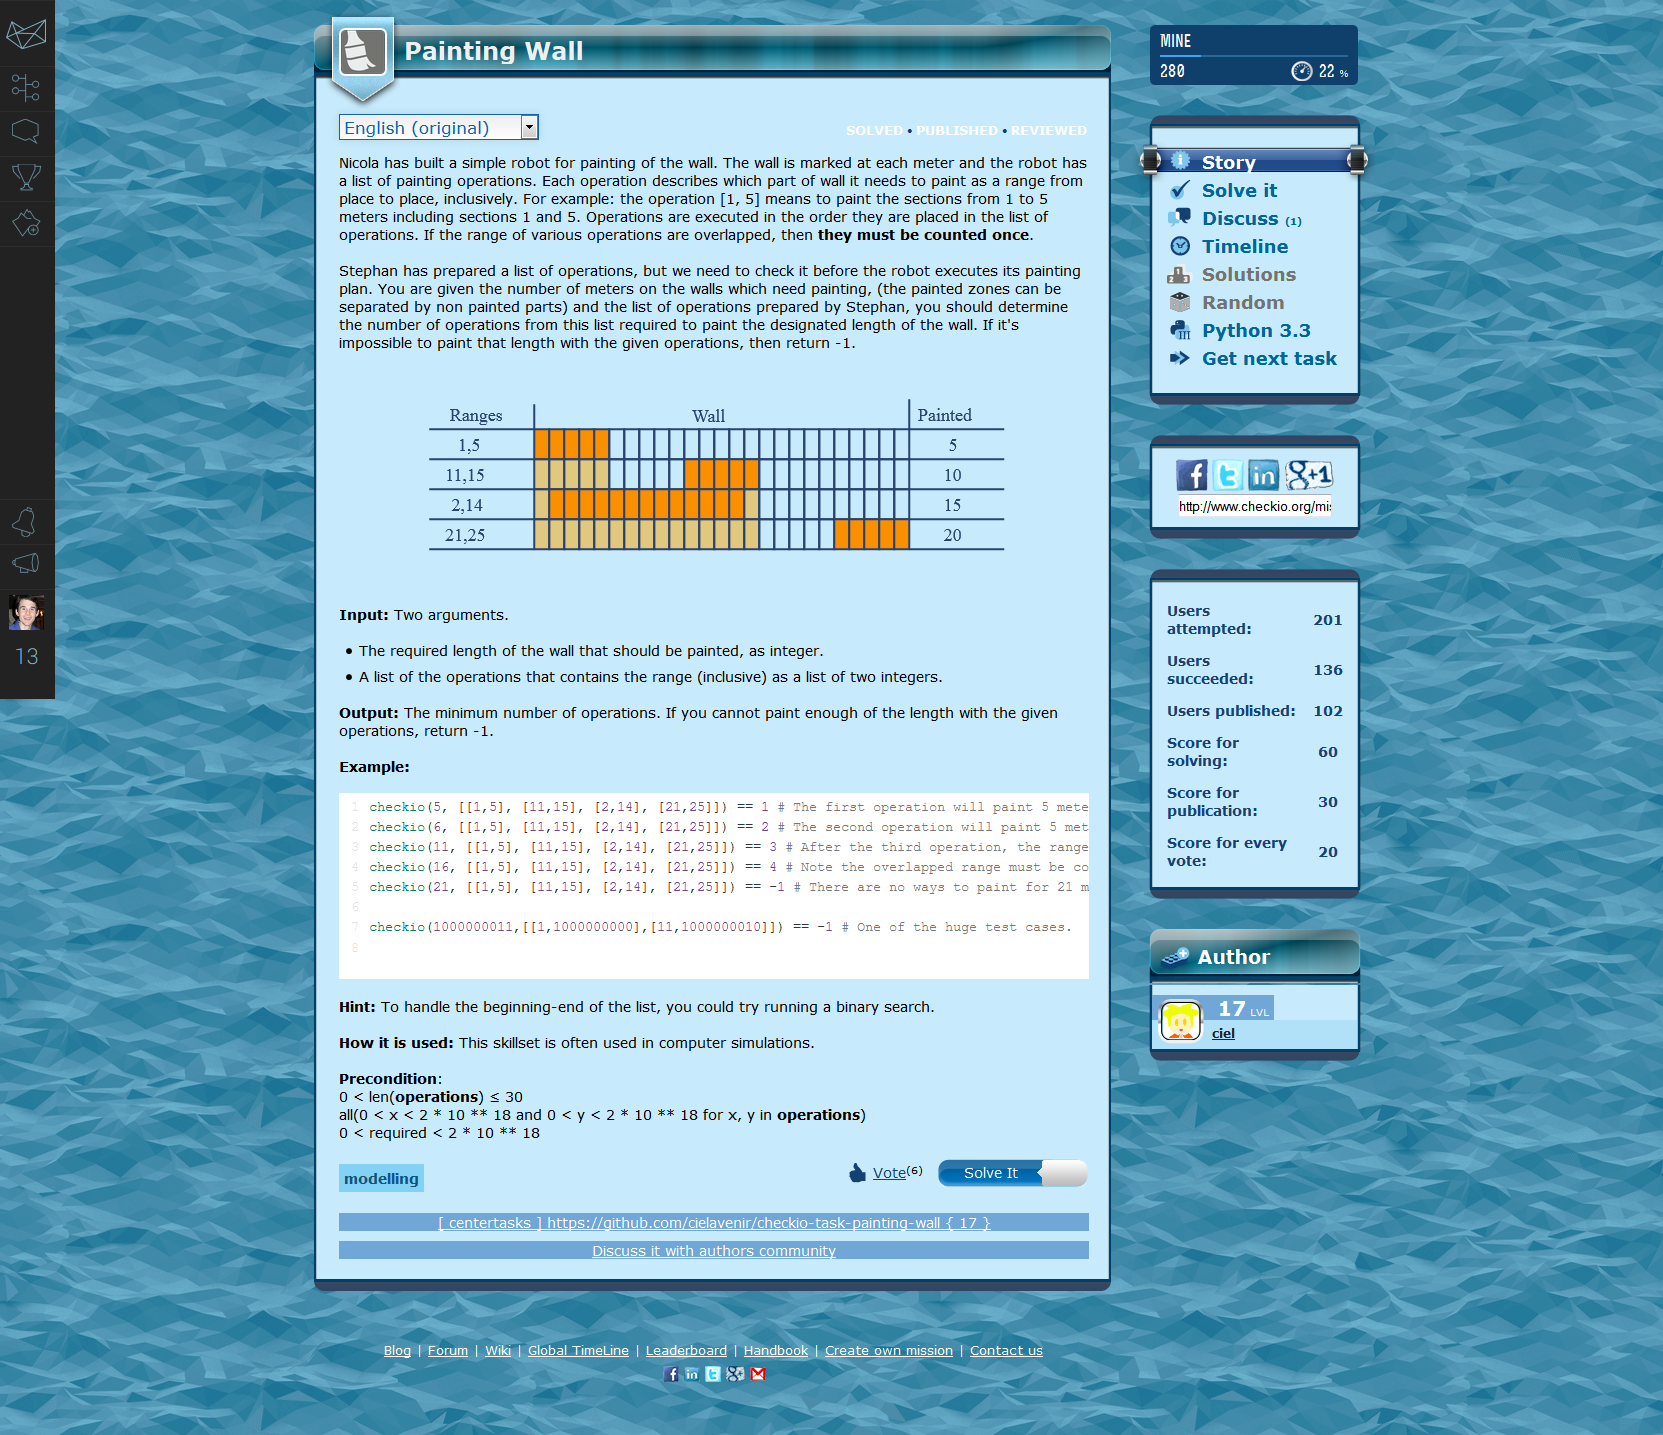 Painting Wall
English (original)
SOLVED • PUBLISHED • REVIEWED
Nicola has built a simple robot for painting of the wall. The wall is marked at each meter and the robot has
a list of painting operations. Each operation describes which part of wall it needs to paint as a range from
place to place, inclusively. For example: the operation [1, 5] means to paint the sections from 1 to 5
meters including sections 1 and 5. Operations are executed in the order they are placed in the list of
operations. If the range of various operations are overlapped, then they must be counted once.
Stephan has prepared a list of operations, but we need to check it before the robot executes its painting
plan. You are given the number of meters on the walls which need painting, (the painted zones can be
separated by non painted parts) and the list of operations prepared by Stephan, you should determine
the number of operations from this list required to paint the designated length of the wall. If it's
impossible to paint that length with the given operations, then return -1.
Ranges Wall Painted
1,5 5
11,15 10
2,14 15
21,25 20
Input: Two arguments.
• The required length of the wall that should be painted, as integer.
• A list of the operations that contains the range (inclusive) as a list of two integers.
Output: The minimum number of operations. If you cannot paint enough of the length with the given
operations, return -1.
Example:
1 checkio(5, [[1,5], [11,15], [2,14], [21,25]]) == 1 # The first operation will paint 5 mete
2 checkio(6, [[1,5], [11,15], [2,14], [21,25]]) == 2 # The second operation will paint 5 met
3 checkio(11, [[1,5], [11,15], [2,14], [21,25]]) == 3 # After the third operation, the range
4 checkio(16, [[1,5], [11,15], [2,14], [21,25]]) == 4 # Note the overlapped range must be co
5 checkio(21, [[1,5], [11,15], [2,14], [21,25]]) == -1 # There are no ways to paint for 21 m
6
7 checkio(1000000011,[[1,1000000000],[11,1000000010]]) == -1 # One of the huge test cases.
8
Hint: To handle the beginning-end of the list, you could try running a binary search.
How it is used: This skillset is often used in computer simulations.
Precondition:
0 < len(operations) ≤ 30
all(0 < x < 2 * 10 ** 18 and 0 < y < 2 * 10 ** 18 for x, y in operations)
0 < required < 2 * 10 ** 18
modelling
Vote(6) Solve It
[ centertasks ] https://github.com/cielavenir/checkio-task-painting-wall { 17 }
Discuss it with authors community
Blog | Forum | Wiki | Global TimeLine | Leaderboard | Handbook | Create own mission | Contact us
13
MINE
280 22 %
Story
Solve it
Discuss (1)
Timeline
Solutions
Random
Python 3.3
Get next task
http://www.checkio.org/mi
Users
attempted: 201
Users
succeeded: 136
Users published: 102
Score for
solving: 60
Score for
publication: 30
Score for every
vote: 20
Author
17 LVL
ciel